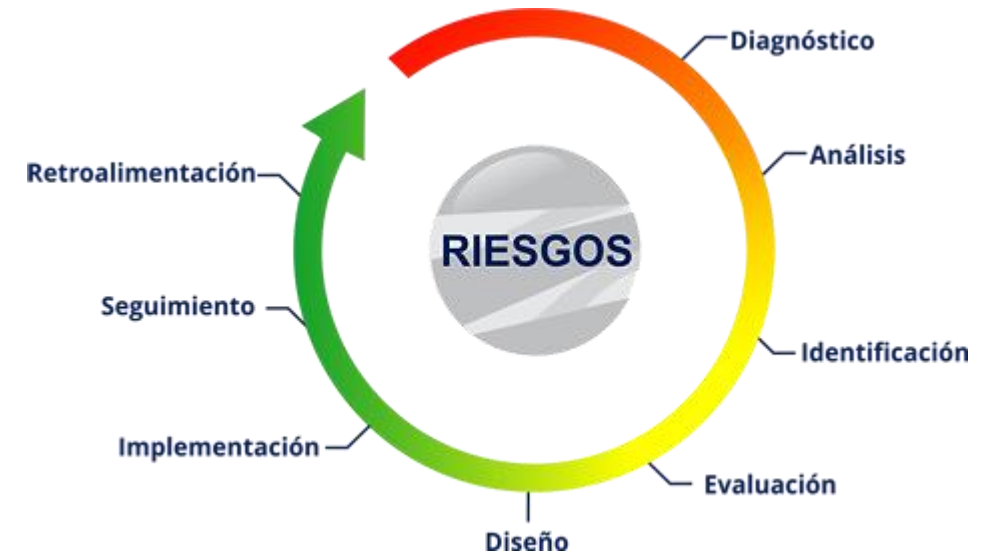 Diagnóstico
Análisis
Identificación
Evaluación
Diseño
Implementación
Seguimiento
Retroalimentación
RIESGOS